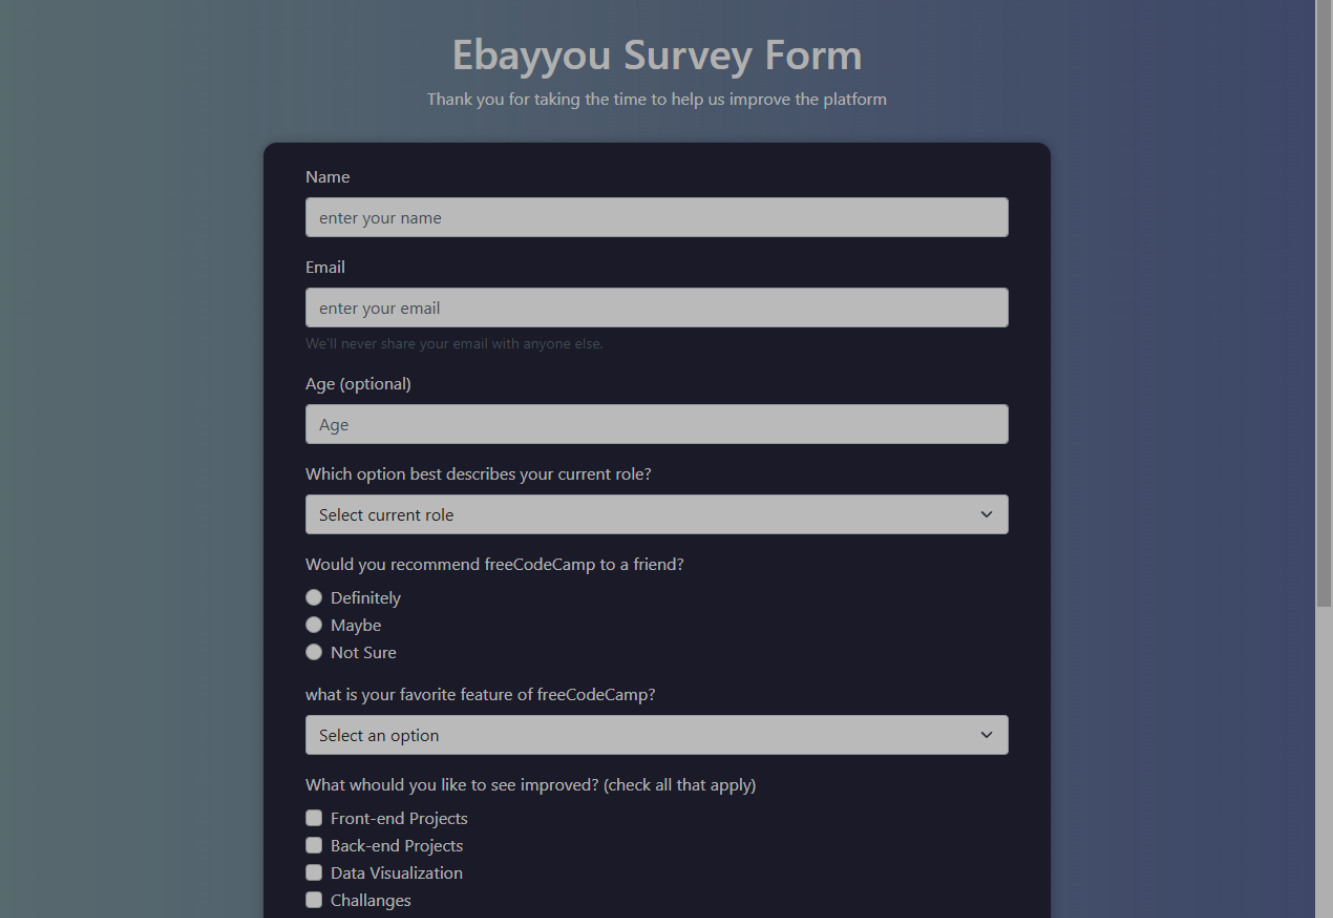 Ebayyou Survey Form
Thank you for taking the time to help us improve the platform
Name
enter your name
Email
enter your email
We'll never share your email with anyone else.
Age (optional)
Age
Which option best describes your current role?
Select current role
Would you recommend freeCodeCamp to a friend?
Definitely
Maybe
Not Sure
what is your favorite feature of freeCodeCamp?
Select an option
What whould you like to see improved? (check all that apply)
Front-end Projects
Back-end Projects
Data Visualization
Challanges